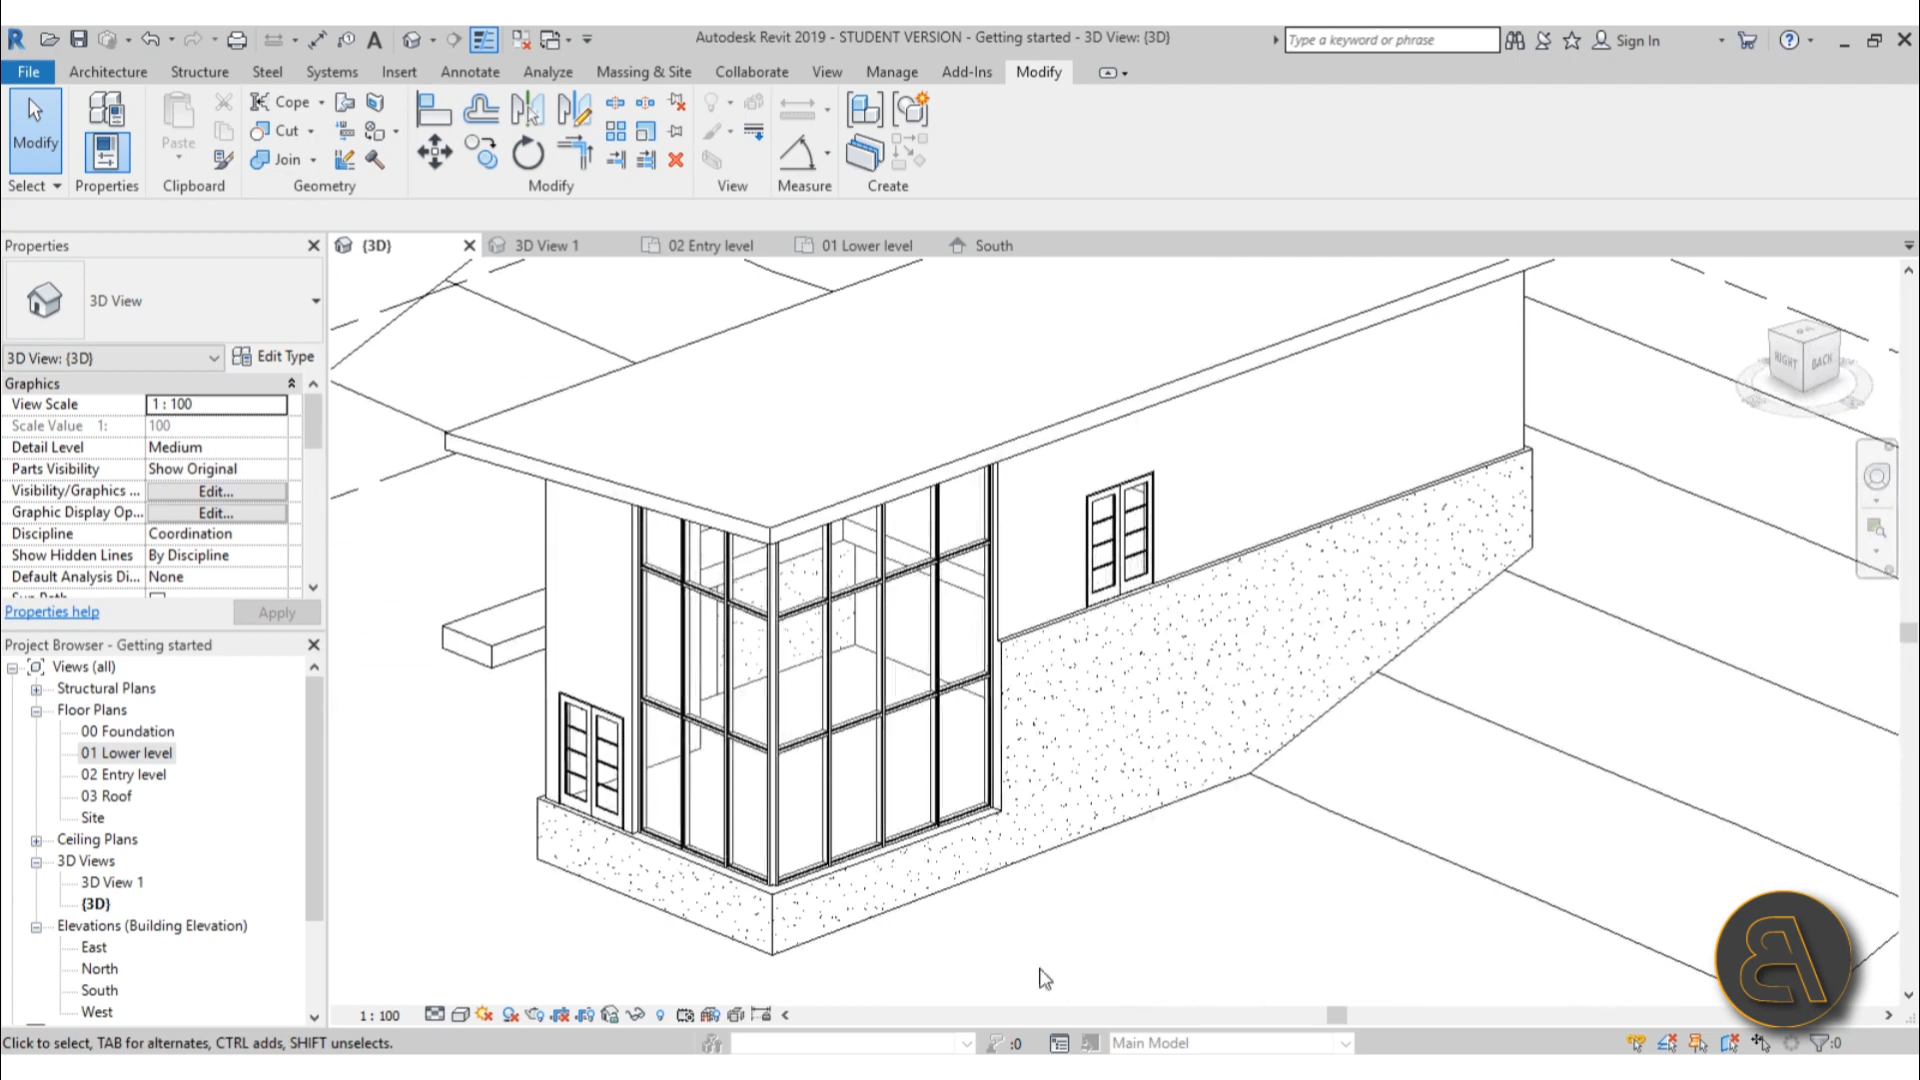 Autodesk Revit 2019 - STUDENT VERSION - Getting started - 3D View: {3D}
Type a keyword or phrase
Sign In
File Architecture Structure Steel Systems Insert Annotate Analyze Massing & Site Collaborate View Manage Add-Ins Modify
Modify
Paste
Cope
Cut
Join
Select Properties Clipboard Geometry Modify View Measure Create
Properties
{3D} 3D View 1 02 Entry level 01 Lower level South
3D View
3D View: {3D} Edit Type
Graphics
View Scale 1 : 100
Scale Value 1: 100
Detail Level Medium
Parts Visibility Show Original
Visibility/Graphics ... Edit...
Graphic Display Op... Edit...
Discipline Coordination
Show Hidden Lines By Discipline
Default Analysis Di... None
Properties help Apply
Project Browser - Getting started
Views (all)
Structural Plans
Floor Plans
00 Foundation
01 Lower level
02 Entry level
03 Roof
Site
Ceiling Plans
3D Views
3D View 1
{3D}
Elevations (Building Elevation)
East
North
South
West
RIGHT BACK
1 : 100
Click to select, TAB for alternates, CTRL adds, SHIFT unselects.
:0
Main Model
:0